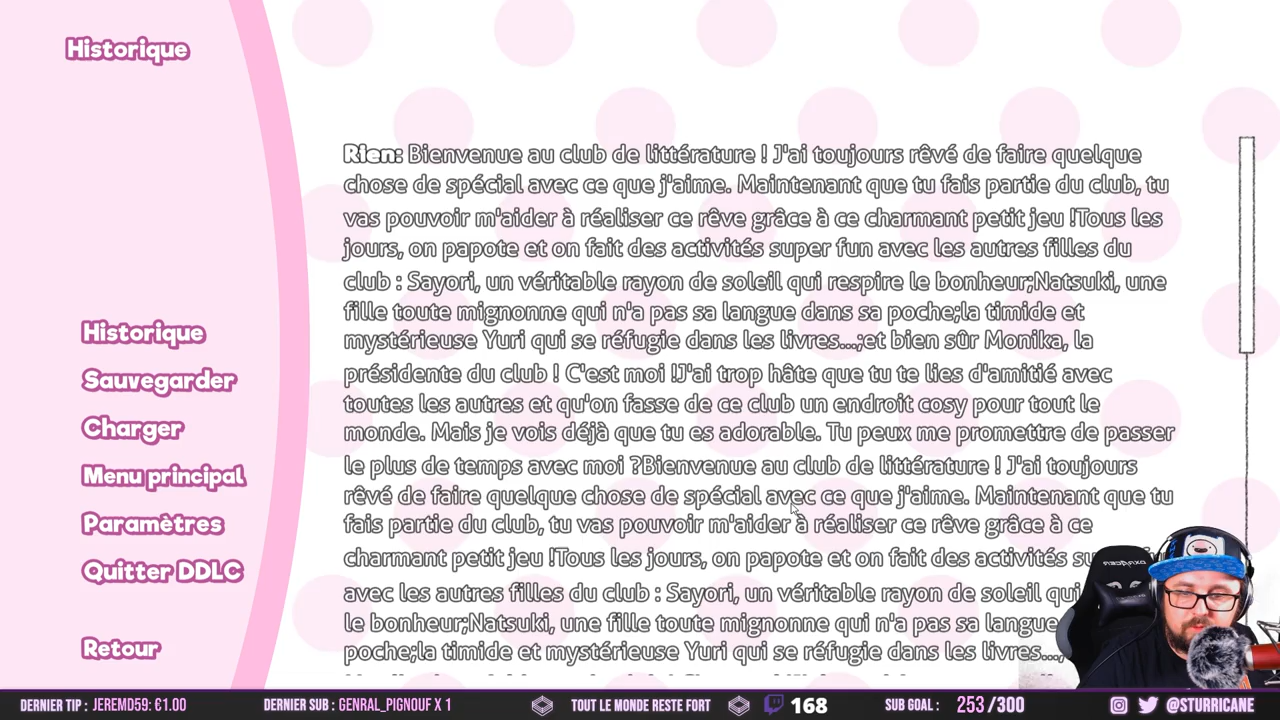 Historique
Rien: Bienvenue au club de littérature ! J'ai toujours rêvé de faire quelque
chose de spécial avec ce que j'aime. Maintenant que tu fais partie du club, tu
vas pouvoir m'aider à réaliser ce rêve grâce à ce charmant petit jeu !Tous les
jours, on papote et on fait des activités super fun avec les autres filles du
club : Sayori, un véritable rayon de soleil qui respire le bonheur;Natsuki, une
fille toute mignonne qui n'a pas sa langue dans sa poche;la timide et
mystérieuse Yuri qui se réfugie dans les livres...;et bien sûr Monika, la
présidente du club ! C'est moi !J'ai trop hâte que tu te lies d'amitié avec
toutes les autres et qu'on fasse de ce club un endroit cosy pour tout le
monde. Mais je vois déjà que tu es adorable. Tu peux me promettre de passer
le plus de temps avec moi ?Bienvenue au club de littérature ! J'ai toujours
rêvé de faire quelque chose de spécial avec ce que j'aime. Maintenant que tu
fais partie du club, tu vas pouvoir m'aider à réaliser ce rêve grâce à ce
charmant petit jeu !Tous les jours, on papote et on fait des activités
avec les autres filles du club : Sayori, un véritable rayon de soleil qui
le bonheur;Natsuki, une fille toute mignonne qui n'a pas sa langue
poche;la timide et mystérieuse Yuri qui se réfugie dans les livres...;
Historique
Sauvegarder
Charger
Menu principal
Paramètres
Quitter DDLC
Retour
DERNIER TIP : JEREMD59: €1.00
DERNIER SUB : GENRAL_PIGNOUF X 1
TOUT LE MONDE RESTE FORT
168
SUB GOAL : 253/300
@STURRICANE